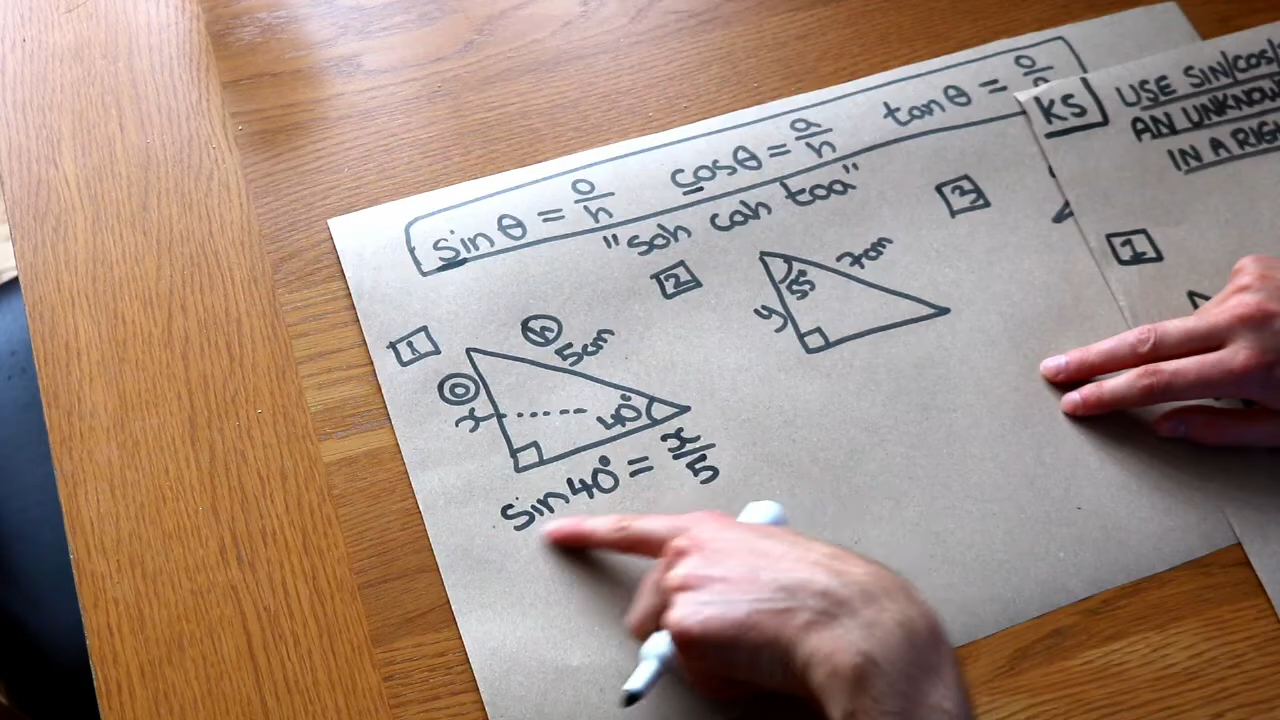 sin θ = o/h cos θ = a/h tan θ = o/
"Soh cah toa"
1
h
5cm
o
x
40°
sin 40° = x/5
2
55°
7cm
y
3
KS
USE SIN/COS/
AN UNKNOW
IN A RIG
1